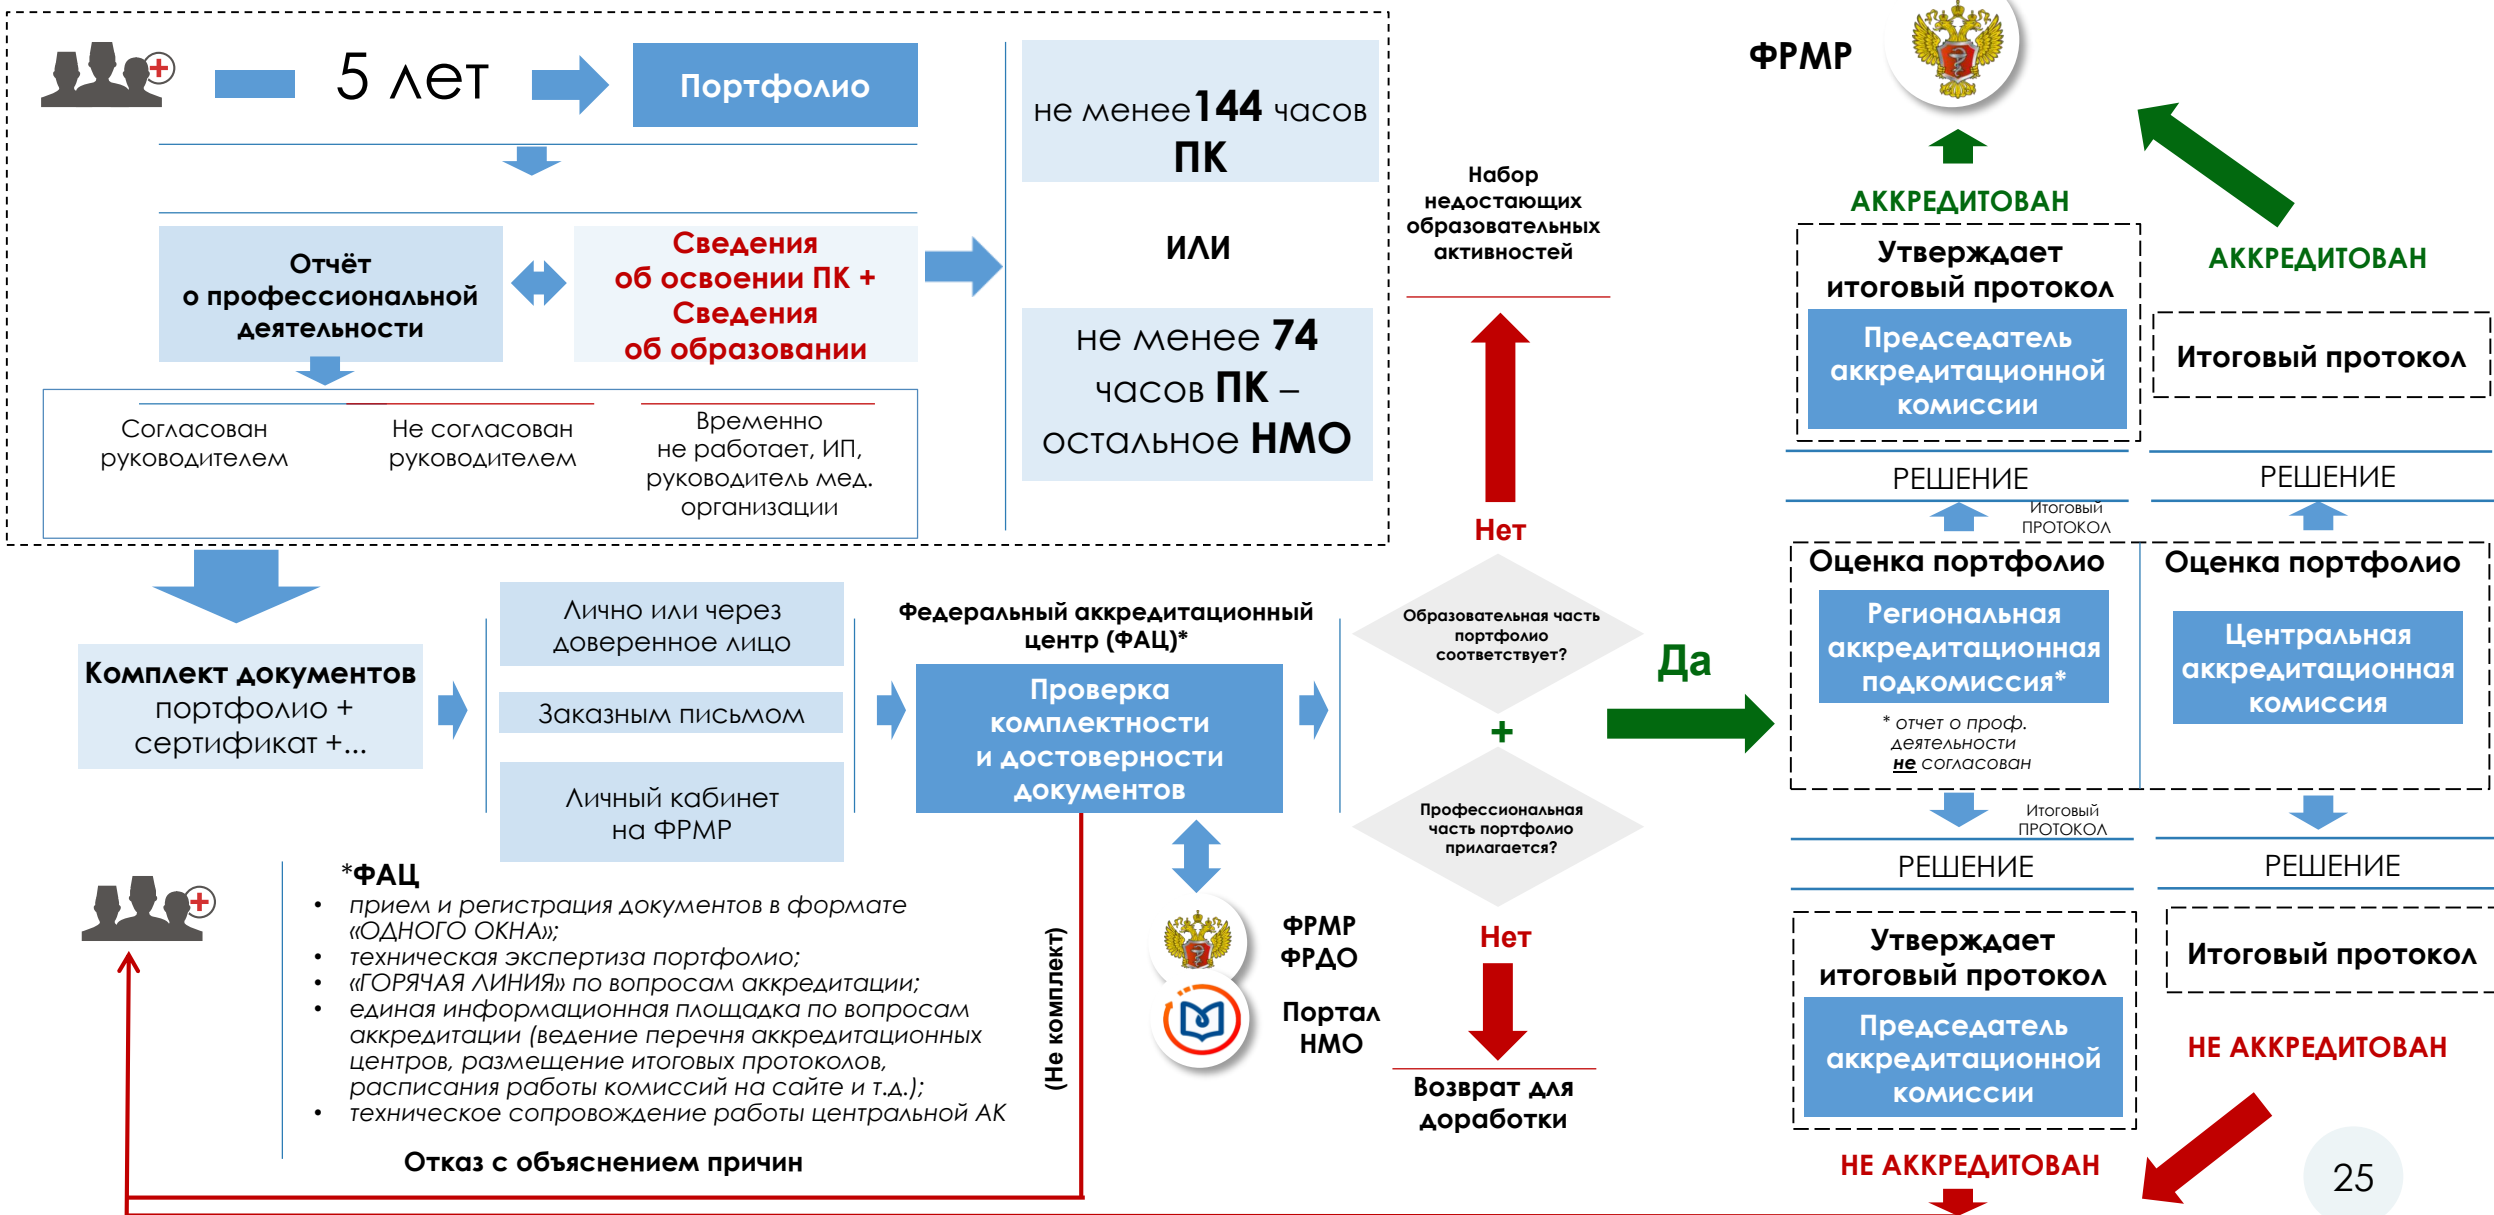 5 лет
Портфолио
Отчёт
о профессиональной
деятельности
Сведения
об освоении ПК +
Сведения
об образовании
Согласован
руководителем
Не согласован
руководителем
Временно
не работает, ИП,
руководитель мед.
организации
не менее 144 часов
ПК
ИЛИ
не менее 74
часов ПК –
остальное НМО
Комплект документов
портфолио +
сертификат +...
Лично или через
доверенное лицо
Заказным письмом
Личный кабинет
на ФРМР
Федеральный аккредитационный
центр (ФАЦ)*
Проверка
комплектности
и достоверности
документов
ФРМР
ФРДО
Портал
НМО
(Не комплект)
*ФАЦ
• прием и регистрация документов в формате
«ОДНОГО ОКНА»;
• техническая экспертиза портфолио;
• «ГОРЯЧАЯ ЛИНИЯ» по вопросам аккредитации;
• единая информационная площадка по вопросам
аккредитации (ведение перечня аккредитационных
центров, размещение итоговых протоколов,
расписания работы комиссий на сайте и т.д.);
• техническое сопровождение работы центральной АК
Отказ с объяснением причин
Набор
недостающих
образовательных
активностей
Нет
Образовательная часть
портфолио
соответствует?
+
Профессиональная
часть портфолио
прилагается?
Нет
Возврат для
доработки
Да
ФРМР
АККРЕДИТОВАН
Утверждает
итоговый протокол
Председатель
аккредитационной
комиссии
РЕШЕНИЕ
Итоговый
ПРОТОКОЛ
Оценка портфолио
Региональная
аккредитационная
подкомиссия*
* отчет о проф.
деятельности
не согласован
Итоговый
ПРОТОКОЛ
РЕШЕНИЕ
Утверждает
итоговый протокол
Председатель
аккредитационной
комиссии
НЕ АККРЕДИТОВАН
АККРЕДИТОВАН
Итоговый протокол
РЕШЕНИЕ
Оценка портфолио
Центральная
аккредитационная
комиссия
РЕШЕНИЕ
Итоговый протокол
НЕ АККРЕДИТОВАН
25